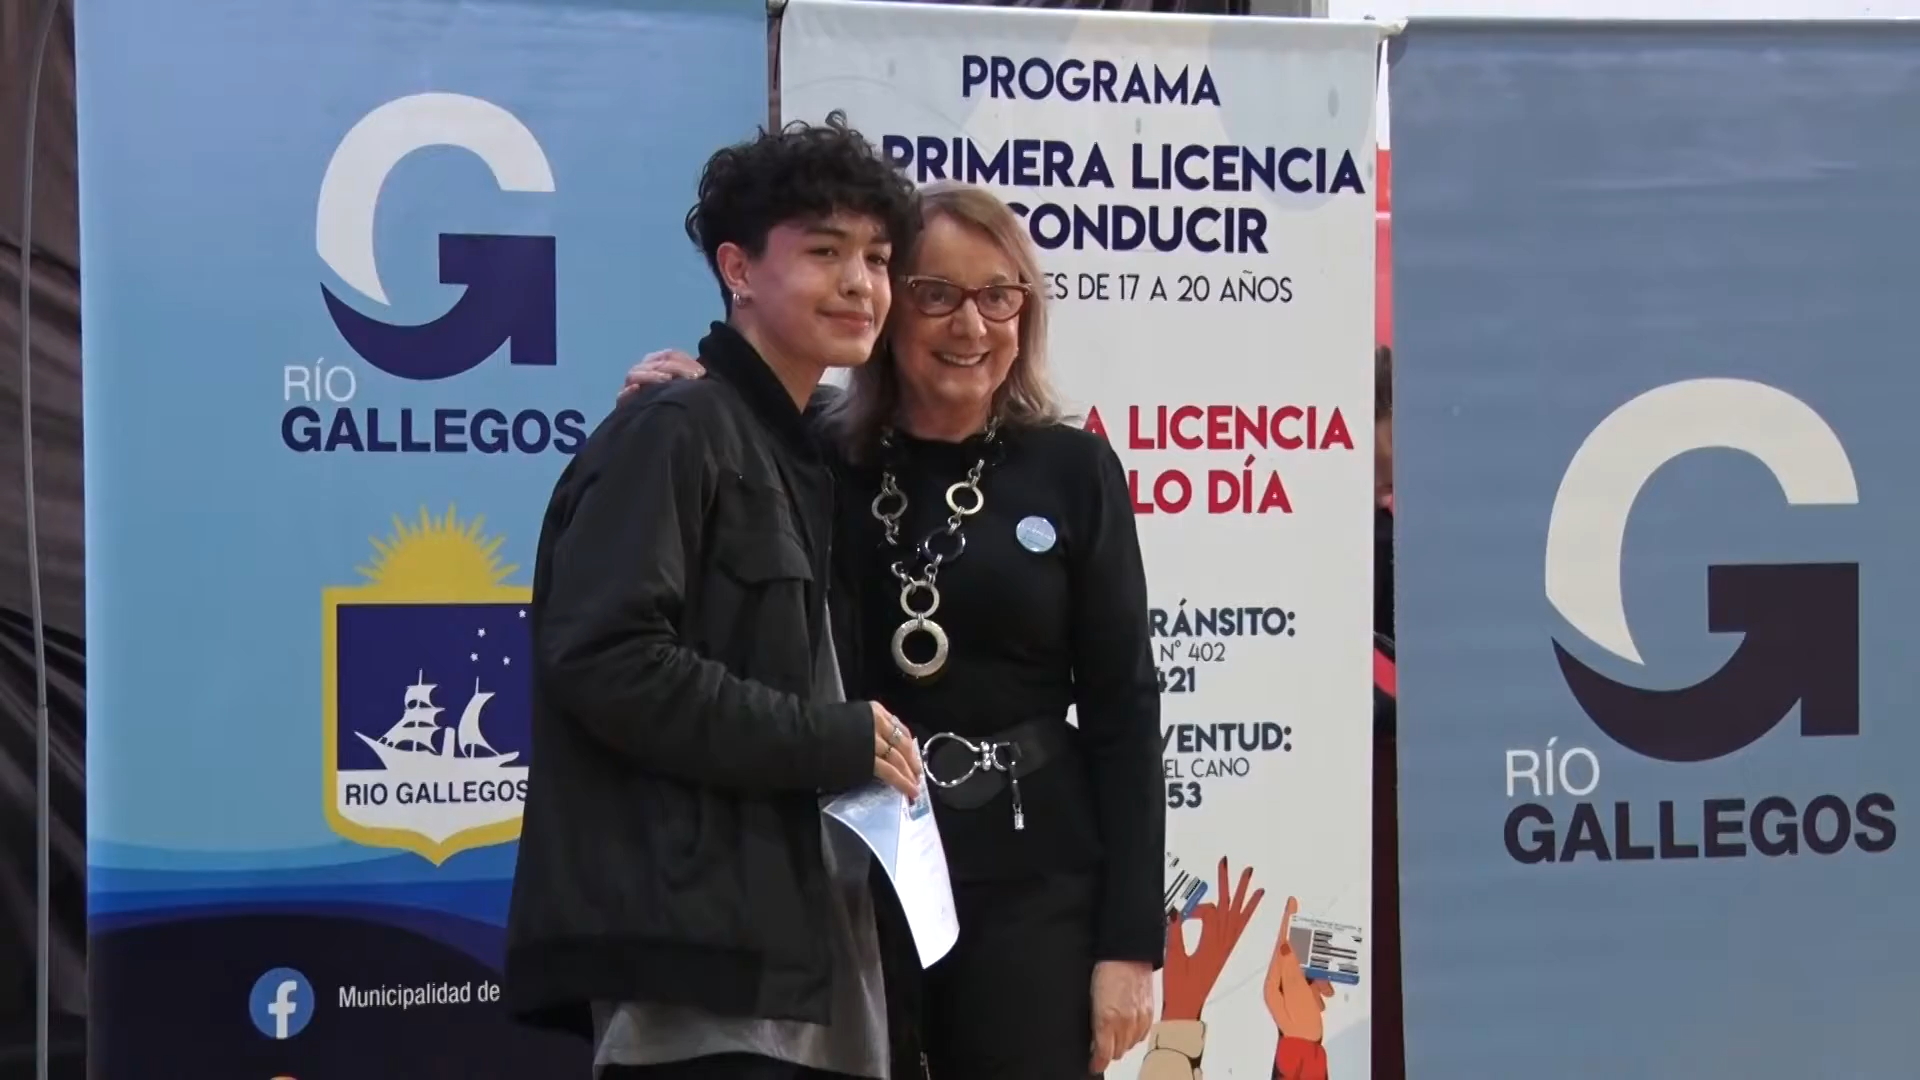 RÍO
GALLEGOS
RIO GALLEGOS
Municipalidad de
PROGRAMA
PRIMERA LICENCIA
CONDUCIR
ES DE 17 A 20 AÑOS
A LICENCIA
LO DÍA
RÁNSITO:
N° 402
421
VENTUD:
EL CANO
53
RÍO
GALLEGOS